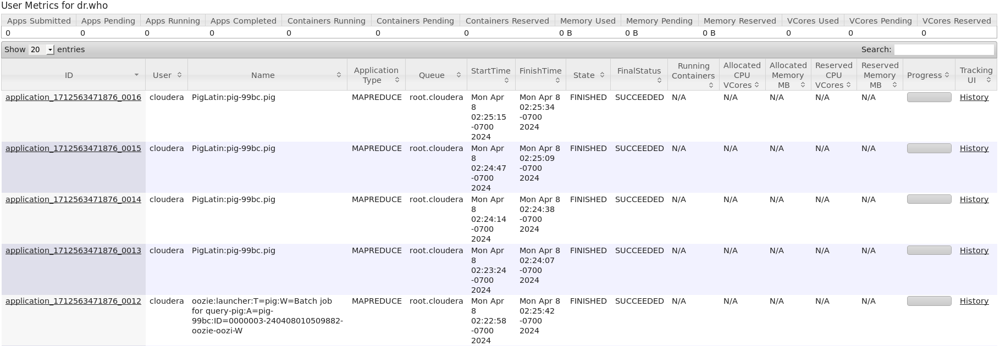 User Metrics for dr.who
Apps Submitted Apps Pending Apps Running Apps Completed Containers Running Containers Pending Containers Reserved Memory Used Memory Pending Memory Reserved VCores Used VCores Pending VCores Reserved
0 0 0 0 0 0 0 0 B 0 B 0 B 0 0 0
Show 20 entries Search:
ID User Name Application Type Queue StartTime FinishTime State FinalStatus Running Containers Allocated CPU VCores Allocated Memory MB Reserved CPU VCores Reserved Memory MB Progress Tracking UI
application_1712563471876_0016 cloudera PigLatin:pig-99bc.pig MAPREDUCE root.cloudera Mon Apr 8 02:25:15 -0700 2024 Mon Apr 8 02:25:34 -0700 2024 FINISHED SUCCEEDED N/A N/A N/A N/A N/A History
application_1712563471876_0015 cloudera PigLatin:pig-99bc.pig MAPREDUCE root.cloudera Mon Apr 8 02:24:47 -0700 2024 Mon Apr 8 02:25:09 -0700 2024 FINISHED SUCCEEDED N/A N/A N/A N/A N/A History
application_1712563471876_0014 cloudera PigLatin:pig-99bc.pig MAPREDUCE root.cloudera Mon Apr 8 02:24:14 -0700 2024 Mon Apr 8 02:24:38 -0700 2024 FINISHED SUCCEEDED N/A N/A N/A N/A N/A History
application_1712563471876_0013 cloudera PigLatin:pig-99bc.pig MAPREDUCE root.cloudera Mon Apr 8 02:23:24 -0700 2024 Mon Apr 8 02:24:07 -0700 2024 FINISHED SUCCEEDED N/A N/A N/A N/A N/A History
application_1712563471876_0012 cloudera oozie:launcher:T=pig:W=Batch job for query-pig:A=pig-99bc:ID=0000003-240408010509882-oozie-oozi-W MAPREDUCE root.cloudera Mon Apr 8 02:22:58 -0700 2024 Mon Apr 8 02:25:42 -0700 2024 FINISHED SUCCEEDED N/A N/A N/A N/A N/A History